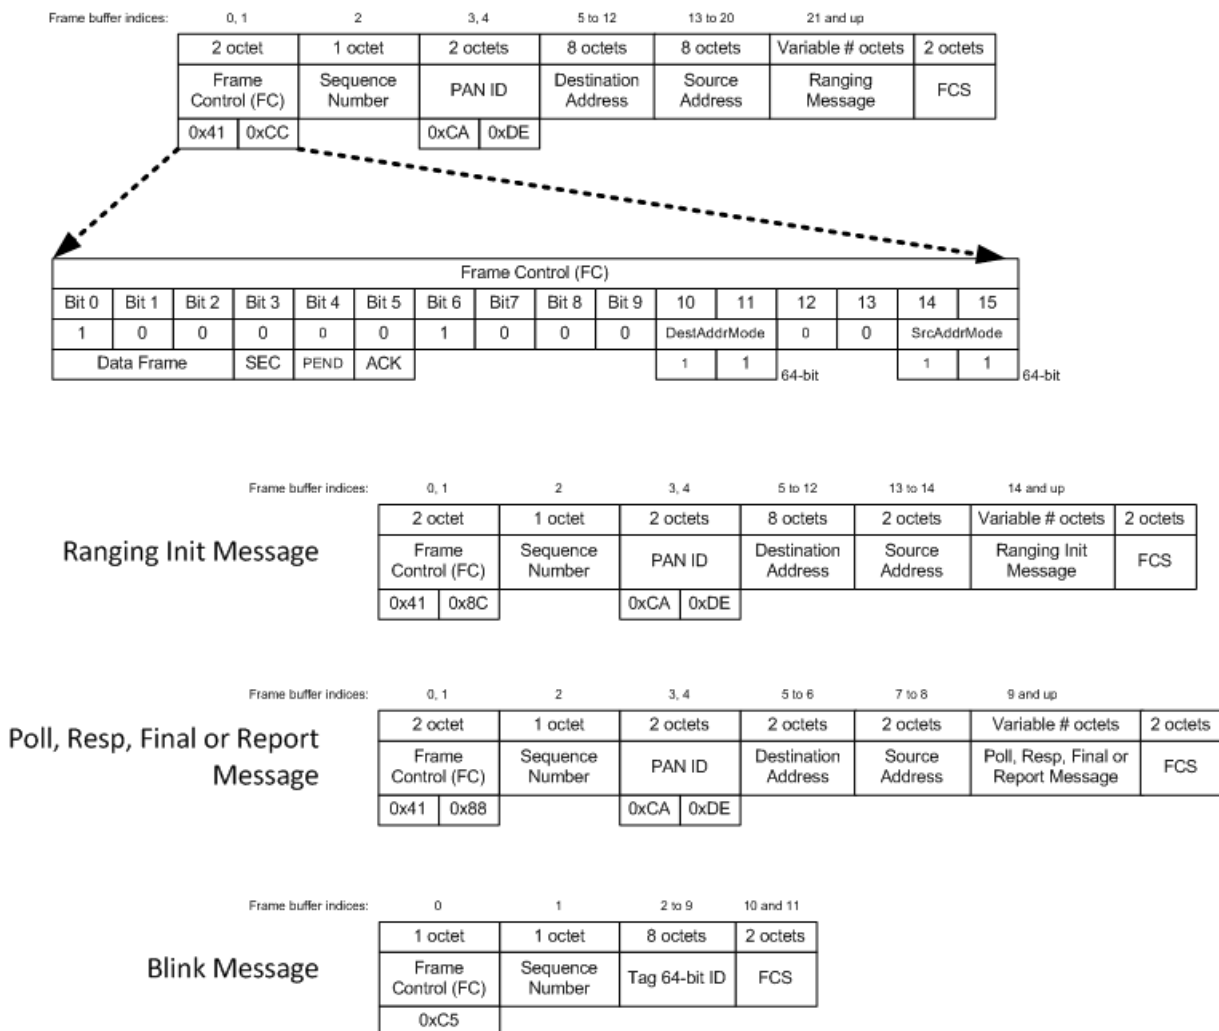 Frame buffer indices: 0, 1 2 3, 4 5 to 12 13 to 20 21 and up
2 octet 1 octet 2 octets 8 octets 8 octets Variable # octets 2 octets
Frame Sequence PAN ID Destination Source Ranging FCS
Control (FC) Number Address Address Message
0x41 0xCC 0xCA 0xDE
Frame Control (FC)
Bit 0 Bit 1 Bit 2 Bit 3 Bit 4 Bit 5 Bit 6 Bit7 Bit 8 Bit 9 10 11 12 13 14 15
1 0 0 0 0 0 1 0 0 0 DestAddrMode 0 0 SrcAddrMode
Data Frame SEC PEND ACK 1 1 64-bit 1 1 64-bit
Frame buffer indices: 0, 1 2 3, 4 5 to 12 13 to 14 14 and up
2 octet 1 octet 2 octets 8 octets 2 octets Variable # octets 2 octets
Ranging Init Message
Frame Sequence PAN ID Destination Source Ranging Init FCS
Control (FC) Number Address Address Message
0x41 0x8C 0xCA 0xDE
Frame buffer indices: 0, 1 2 3, 4 5 to 6 7 to 8 9 and up
2 octet 1 octet 2 octets 2 octets 2 octets Variable # octets 2 octets
Poll, Resp, Final or Report
Message
Frame Sequence PAN ID Destination Source Poll, Resp, Final or FCS
Control (FC) Number Address Address Report Message
0x41 0x88 0xCA 0xDE
Frame buffer indices: 0 1 2 to 9 10 and 11
1 octet 1 octet 8 octets 2 octets
Blink Message
Frame Sequence Tag 64-bit ID FCS
Control (FC) Number
0xC5